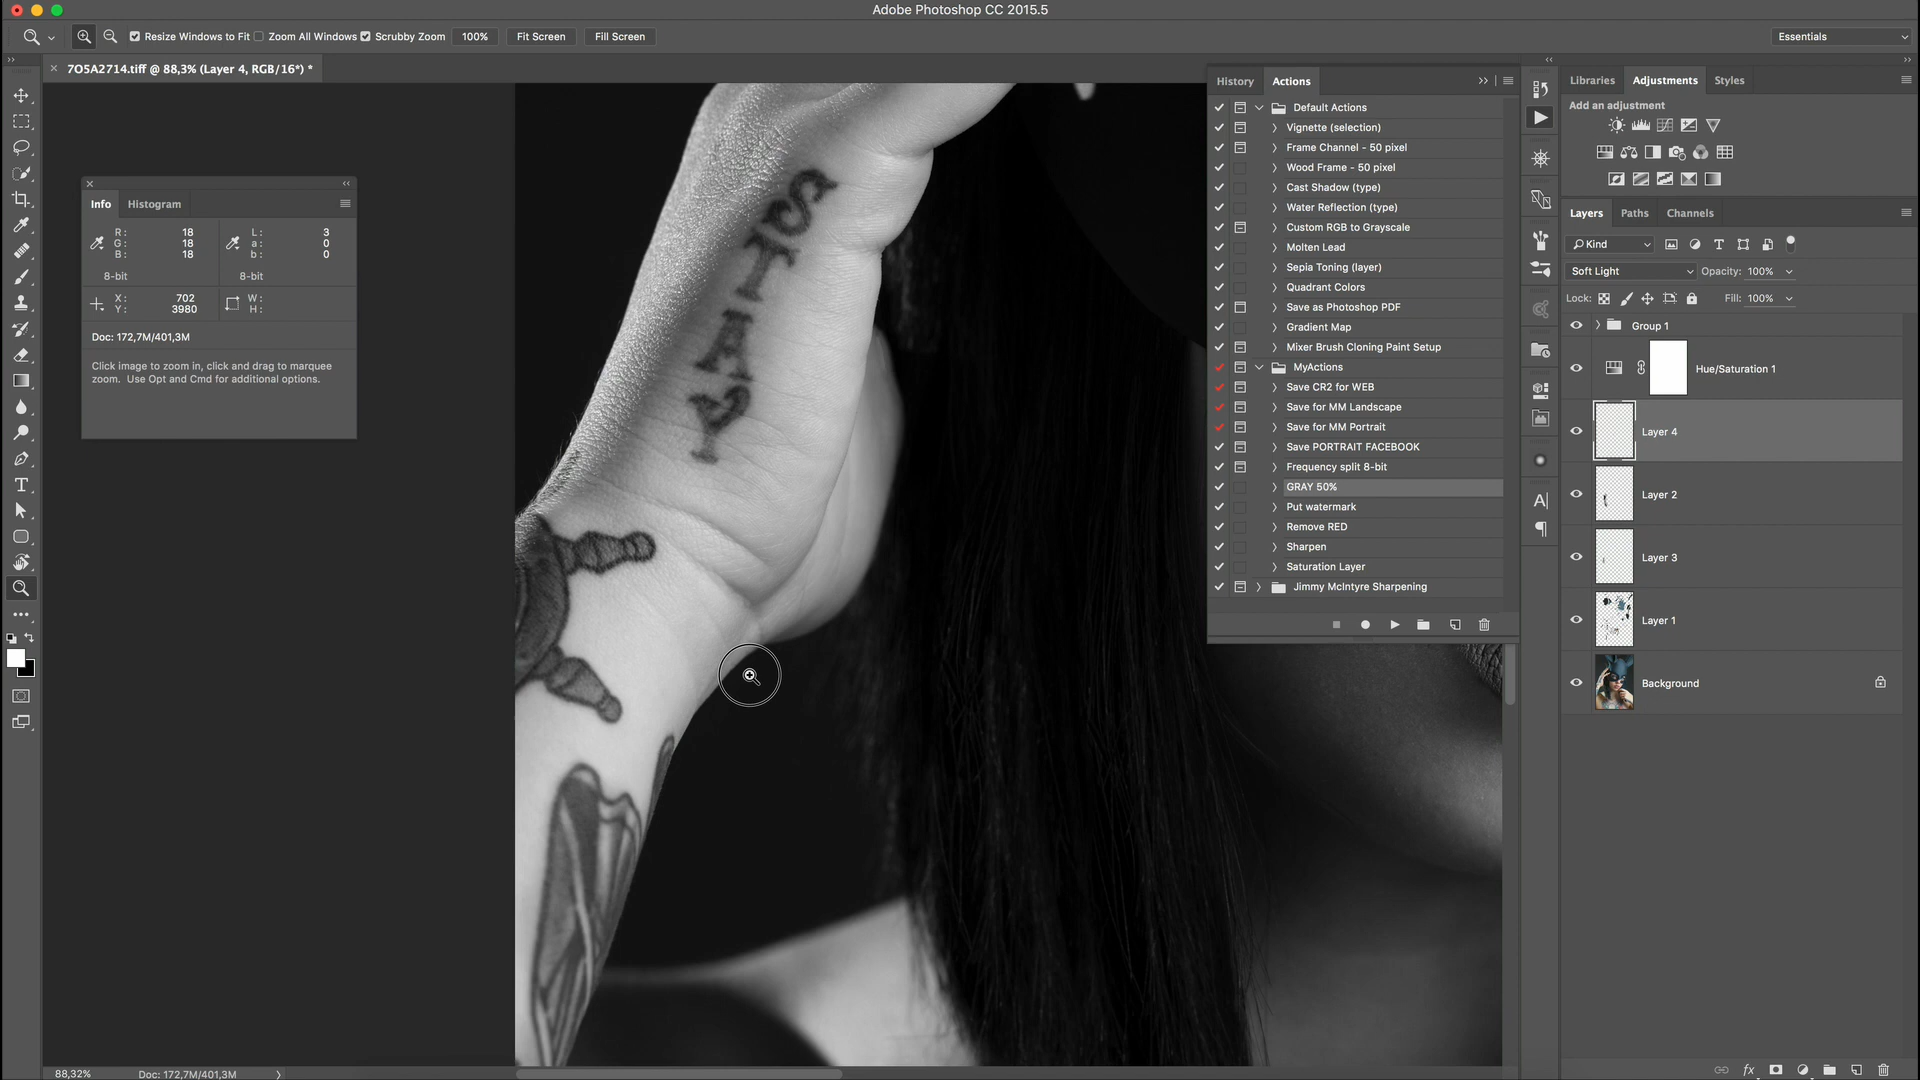 Adobe Photoshop CC 2015.5
Resize Windows to Fit Zoom All Windows Scrubby Zoom 100% Fit Screen Fill Screen Essentials
7O5A2714.tiff @ 88,3% (Layer 4, RGB/16*) *
Info Histogram
R: 18 L: 3
G: 18 a: 0
B: 18 b: 0
8-bit 8-bit
X: 702 W:
Y: 3980 H:
Doc: 172,7M/401,3M
Click image to zoom in, click and drag to marquee
zoom. Use Opt and Cmd for additional options.
STAY
History Actions
Default Actions
Vignette (selection)
Frame Channel - 50 pixel
Wood Frame - 50 pixel
Cast Shadow (type)
Water Reflection (type)
Custom RGB to Grayscale
Molten Lead
Sepia Toning (layer)
Quadrant Colors
Save as Photoshop PDF
Gradient Map
Mixer Brush Cloning Paint Setup
MyActions
Save CR2 for WEB
Save for MM Landscape
Save for MM Portrait
Save PORTRAIT FACEBOOK
Frequency split 8-bit
GRAY 50%
Put watermark
Remove RED
Sharpen
Saturation Layer
Jimmy McIntyre Sharpening
Libraries Adjustments Styles
Add an adjustment
Layers Paths Channels
Kind
Soft Light Opacity: 100%
Lock: Fill: 100%
Group 1
Hue/Saturation 1
Layer 4
Layer 2
Layer 3
Layer 1
Background
88,32% Doc: 172,7M/401,3M